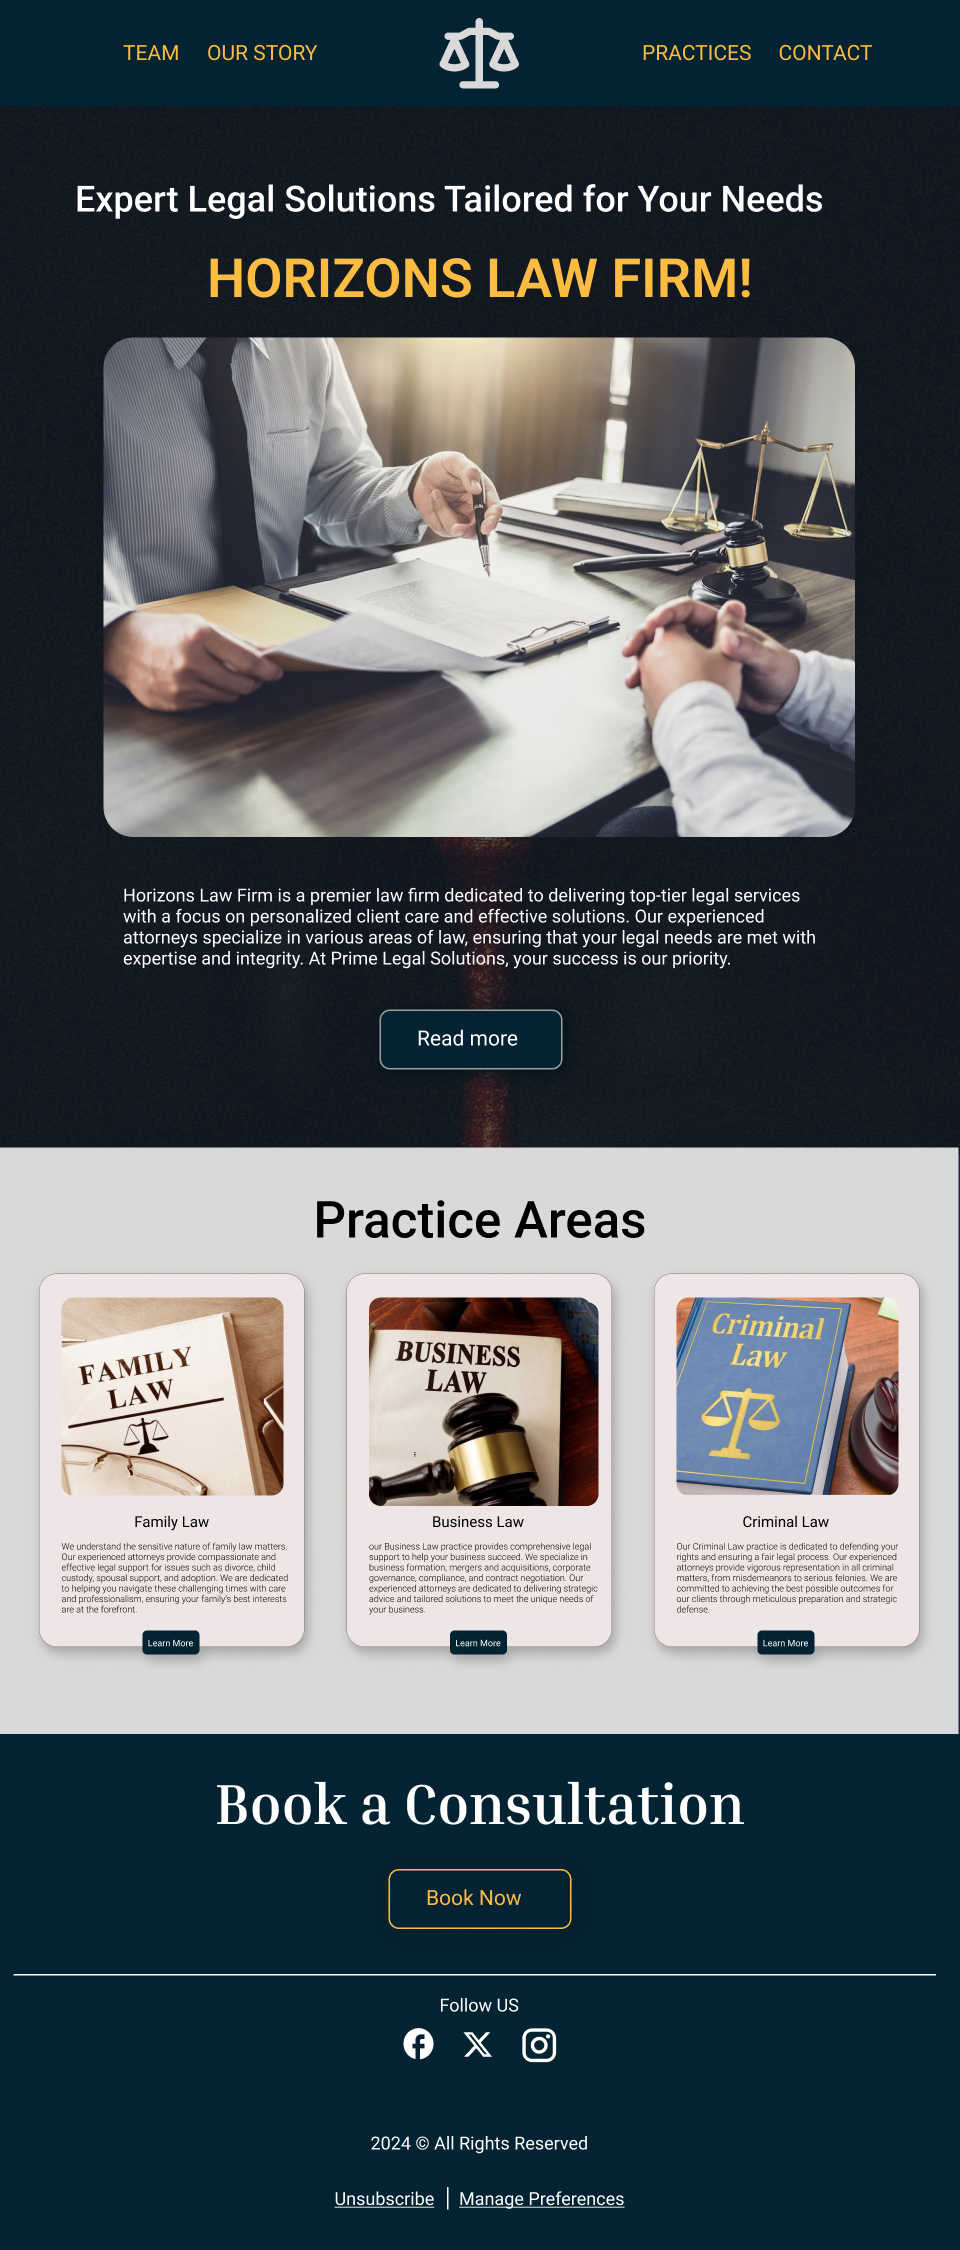 TEAM OUR STORY PRACTICES CONTACT
Expert Legal Solutions Tailored for Your Needs
HORIZONS LAW FIRM!
Horizons Law Firm is a premier law firm dedicated to delivering top-tier legal services
with a focus on personalized client care and effective solutions. Our experienced
attorneys specialize in various areas of law, ensuring that your legal needs are met with
expertise and integrity. At Prime Legal Solutions, your success is our priority.
Read more
Practice Areas
FAMILY
LAW
Family Law
We understand the sensitive nature of family law matters.
Our experienced attorneys provide compassionate and
effective legal support for issues such as divorce, child
custody, spousal support, and adoption. We are dedicated
to helping you navigate these challenging times with care
and professionalism, ensuring your family's best interests
are at the forefront.
Learn More
BUSINESS
LAW
Business Law
our Business Law practice provides comprehensive legal
support to help your business succeed. We specialize in
business formation, mergers and acquisitions, corporate
governance, compliance, and contract negotiation. Our
experienced attorneys are dedicated to delivering strategic
advice and tailored solutions to meet the unique needs of
your business.
Learn More
Criminal
Law
Criminal Law
Our Criminal Law practice is dedicated to defending your
rights and ensuring a fair legal process. Our experienced
attorneys provide vigorous representation in all criminal
matters, from misdemeanors to serious felonies. We are
committed to achieving the best possible outcomes for
our clients through meticulous preparation and strategic
defense.
Learn More
Book a Consultation
Book Now
Follow US
2024 © All Rights Reserved
Unsubscribe | Manage Preferences